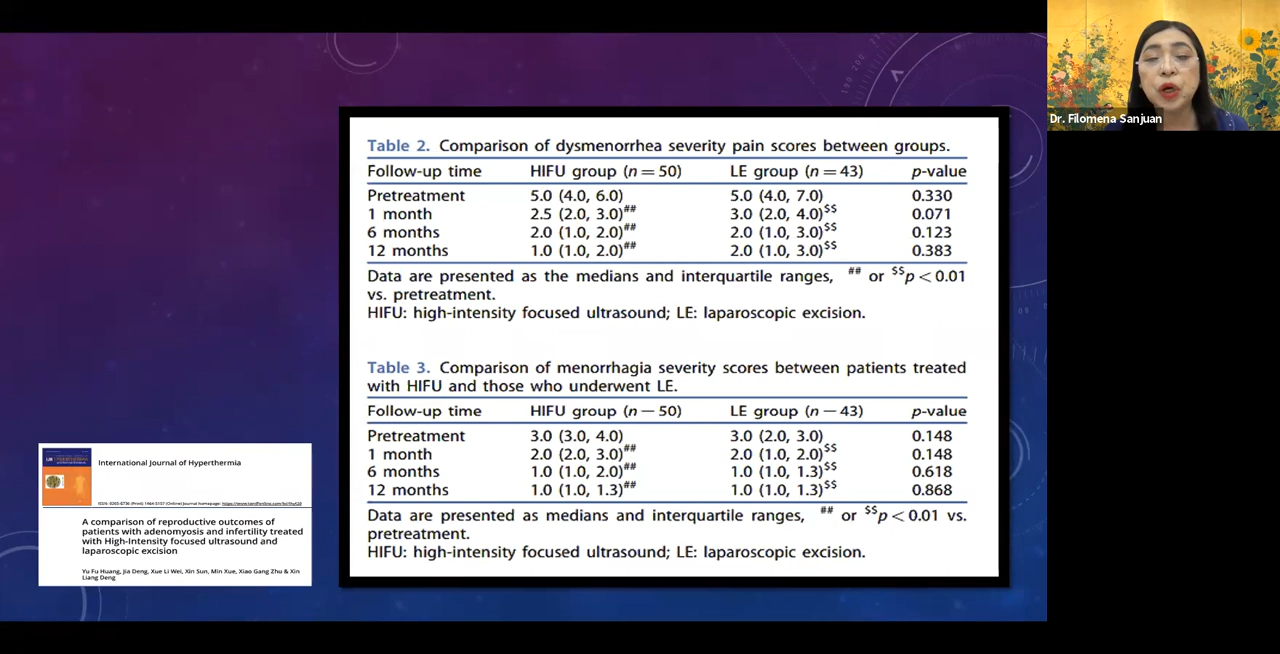 Dr. Filomena Sanjuan
Table 2. Comparison of dysmenorrhea severity pain scores between groups.
Follow-up time HIFU group (n = 50) LE group (n = 43) p-value
Pretreatment 5.0 (4.0, 6.0) 5.0 (4.0, 7.0) 0.330
1 month 2.5 (2.0, 3.0)## 3.0 (2.0, 4.0)$$ 0.071
6 months 2.0 (1.0, 2.0)## 2.0 (1.0, 3.0)$$ 0.123
12 months 1.0 (1.0, 2.0)## 2.0 (1.0, 3.0)$$ 0.383
Data are presented as the medians and interquartile ranges, ## or $$p < 0.01
vs. pretreatment.
HIFU: high-intensity focused ultrasound; LE: laparoscopic excision.
Table 3. Comparison of menorrhagia severity scores between patients treated
with HIFU and those who underwent LE.
Follow-up time HIFU group (n − 50) LE group (n − 43) p-value
Pretreatment 3.0 (3.0, 4.0) 3.0 (2.0, 3.0) 0.148
1 month 2.0 (2.0, 3.0)## 2.0 (1.0, 2.0)$$ 0.148
6 months 1.0 (1.0, 2.0)## 1.0 (1.0, 1.3)$$ 0.618
12 months 1.0 (1.0, 1.3)## 1.0 (1.0, 1.3)$$ 0.868
Data are presented as medians and interquartile ranges, ## or $$p < 0.01 vs.
pretreatment.
HIFU: high-intensity focused ultrasound; LE: laparoscopic excision.
International Journal of Hyperthermia
A comparison of reproductive outcomes of
patients with adenomyosis and infertility treated
with High-Intensity focused ultrasound and
laparoscopic excision
Yu Fu Huang, Jia Deng, Xue Li Wei, Xin Sun, Min Xue, Xiao Gang Zhu & Xin
Liang Deng